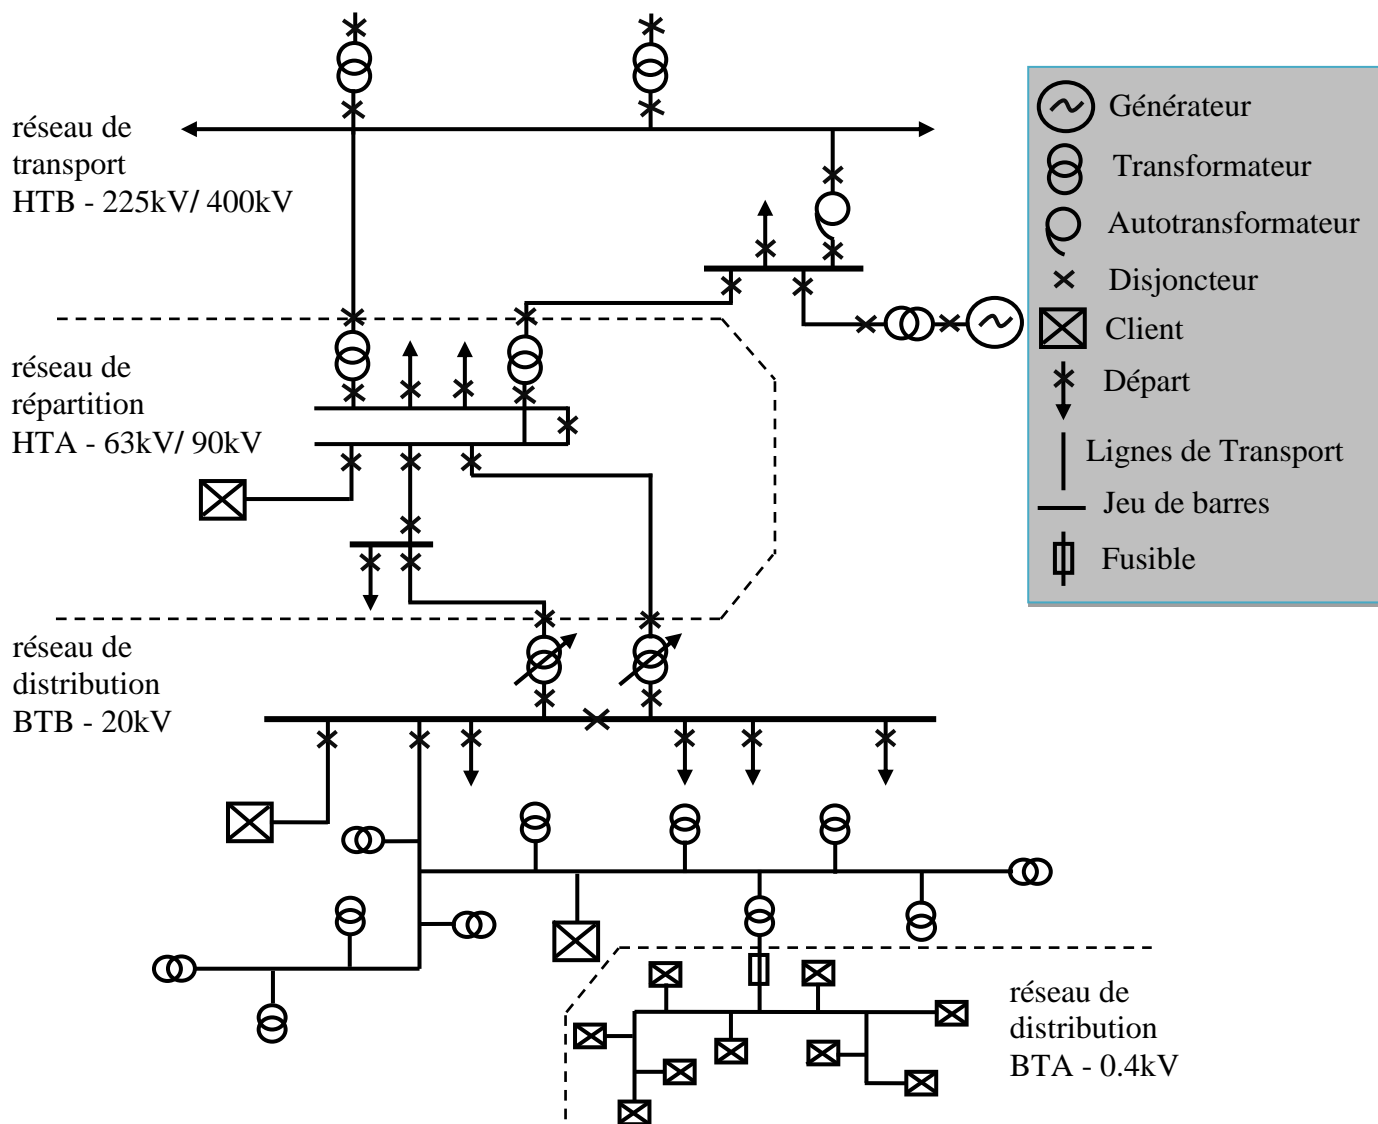 réseau de
transport
HTB - 225kV/ 400kV
réseau de
répartition
HTA - 63kV/ 90kV
réseau de
distribution
BTB - 20kV
réseau de
distribution
BTA - 0.4kV
Générateur
Transformateur
Autotransformateur
Disjoncteur
Client
Départ
Lignes de Transport
Jeu de barres
Fusible